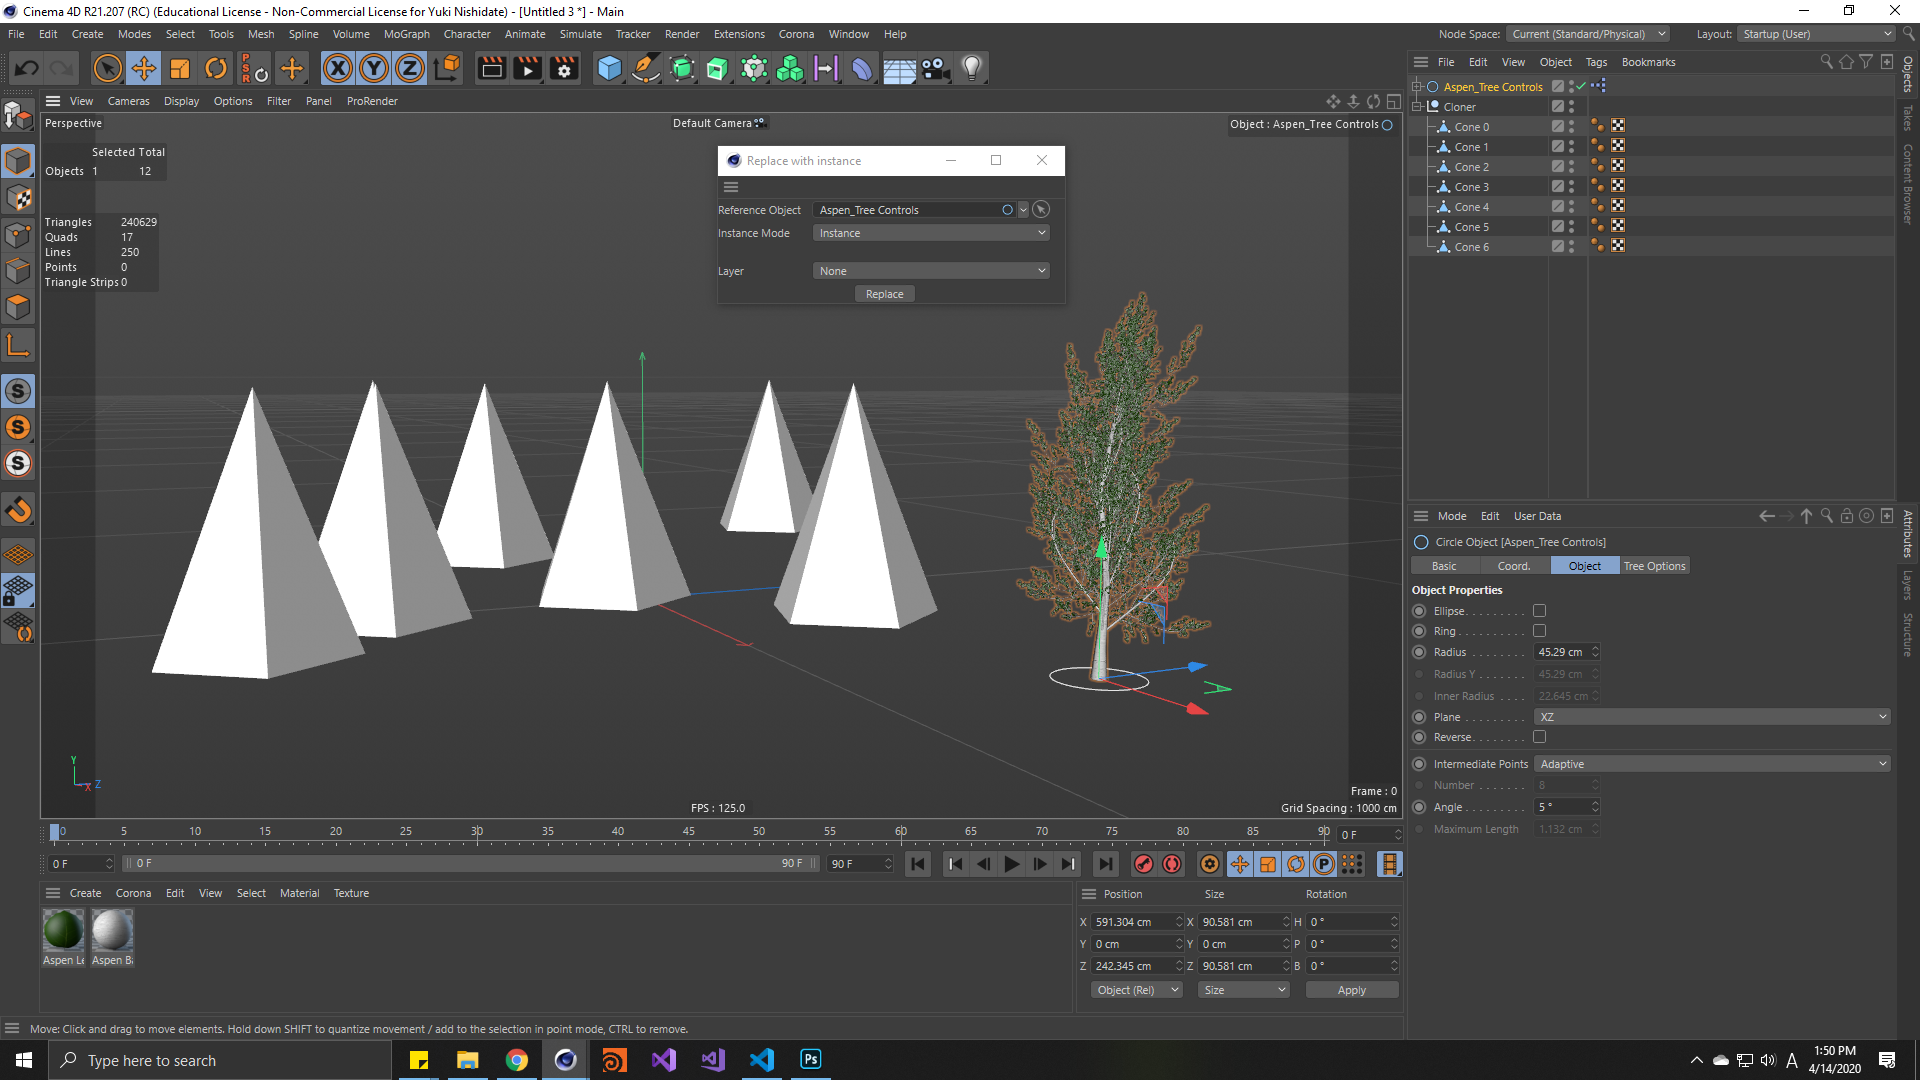 Cinema 4D R21.207 (RC) (Educational License - Non-Commercial License for Yuki Nishidate) - [Untitled 3 *] - Main
File Edit Create Modes Select Tools Mesh Spline Volume MoGraph Character Animate Simulate Tracker Render Extensions Corona Window Help
Node Space: Current (Standard/Physical) Layout: Startup (User)
P S R X Y Z
File Edit View Object Tags Bookmarks
Aspen_Tree Controls
Cloner
Cone 0
Cone 1
Cone 2
Cone 3
Cone 4
Cone 5
Cone 6
Objects
Takes
Content Browser
View Cameras Display Options Filter Panel ProRender
Perspective
Default Camera
Object : Aspen_Tree Controls
Selected Total
Objects 1 12
Triangles 240629
Quads 17
Lines 250
Points 0
Triangle Strips 0
Replace with instance
Reference Object Aspen_Tree Controls
Instance Mode Instance
Layer None
Replace
S
S
S
Y
X Z
FPS : 125.0
Frame : 0
Grid Spacing : 1000 cm
Mode Edit User Data
Circle Object [Aspen_Tree Controls]
Basic Coord. Object Tree Options
Object Properties
Ellipse. . . . . . . .
Ring . . . . . . . . .
Radius . . . . . . . . 45.29 cm
Radius Y . . . . . . . 45.29 cm
Inner Radius . . . . 22.645 cm
Plane . . . . . . . . . XZ
Reverse. . . . . . . .
Intermediate Points Adaptive
Number . . . . . . . 8
Angle . . . . . . . . . 5 °
Maximum Length 1.132 cm
Attributes
Layers
Structure
0 5 10 15 20 25 30 35 40 45 50 55 60 65 70 75 80 85 90 0 F
0 F 0 F 90 F 90 F P
Create Corona Edit View Select Material Texture
Aspen Le Aspen Ba
Position Size Rotation
X 591.304 cm X 90.581 cm H 0 °
Y 0 cm Y 0 cm P 0 °
Z 242.345 cm Z 90.581 cm B 0 °
Object (Rel) Size Apply
Move: Click and drag to move elements. Hold down SHIFT to quantize movement / add to the selection in point mode, CTRL to remove.
Type here to search
Ps
A
1:50 PM
4/14/2020